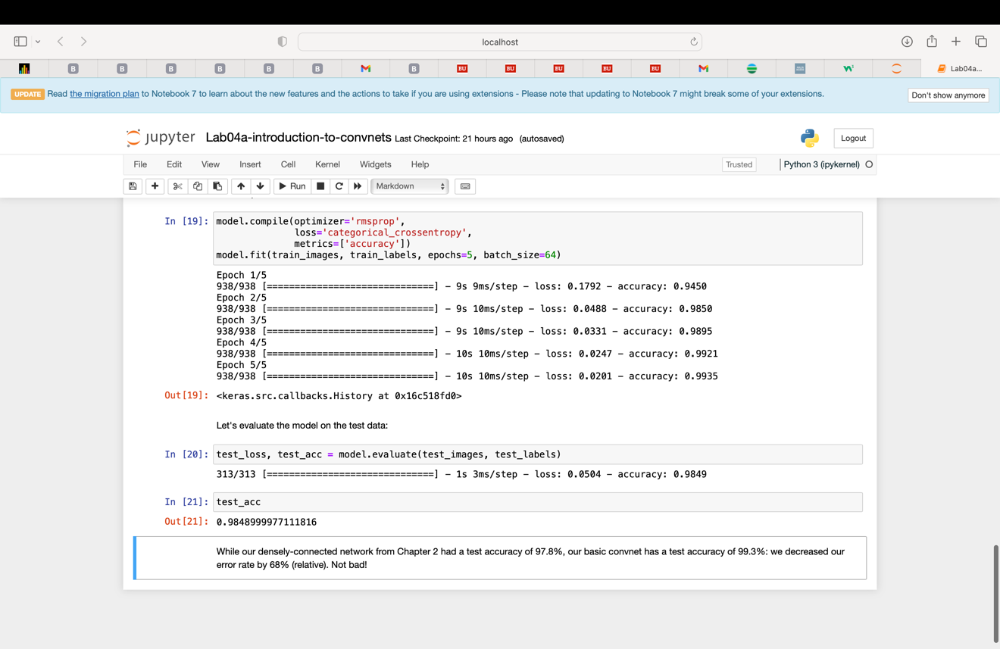 localhost
B
B
B
B
B
B
B
BU
BU
BU
BU
BU
Lab04a...
UPDATE Read the migration plan to Notebook 7 to learn about the new features and the actions to take if you are using extensions - Please note that updating to Notebook 7 might break some of your extensions.
Don't show anymore
jupyter Lab04a-introduction-to-convnets Last Checkpoint: 21 hours ago (autosaved)
Logout
File Edit View Insert Cell Kernel Widgets Help
Trusted
Python 3 (ipykernel)
Run
Markdown
In [19]: model.compile(optimizer='rmsprop',
loss='categorical_crossentropy',
metrics=['accuracy'])
model.fit(train_images, train_labels, epochs=5, batch_size=64)
Epoch 1/5
938/938 [==============================] - 9s 9ms/step - loss: 0.1792 - accuracy: 0.9450
Epoch 2/5
938/938 [==============================] - 9s 10ms/step - loss: 0.0488 - accuracy: 0.9850
Epoch 3/5
938/938 [==============================] - 9s 10ms/step - loss: 0.0331 - accuracy: 0.9895
Epoch 4/5
938/938 [==============================] - 10s 10ms/step - loss: 0.0247 - accuracy: 0.9921
Epoch 5/5
938/938 [==============================] - 10s 10ms/step - loss: 0.0201 - accuracy: 0.9935
Out[19]: <keras.src.callbacks.History at 0x16c518fd0>
Let's evaluate the model on the test data:
In [20]: test_loss, test_acc = model.evaluate(test_images, test_labels)
313/313 [==============================] - 1s 3ms/step - loss: 0.0504 - accuracy: 0.9849
In [21]: test_acc
Out[21]: 0.9848999977111816
While our densely-connected network from Chapter 2 had a test accuracy of 97.8%, our basic convnet has a test accuracy of 99.3%: we decreased our
error rate by 68% (relative). Not bad!